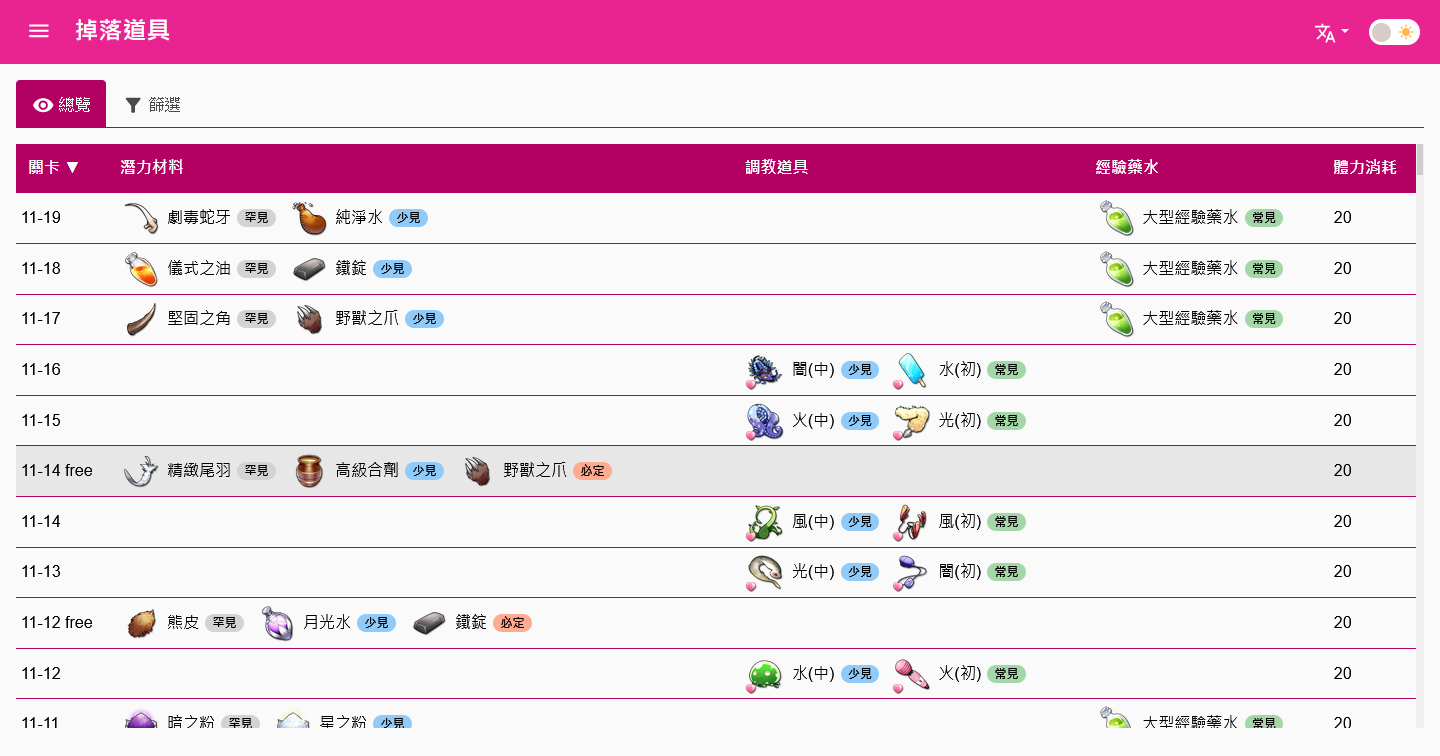 掉落道具
總覽 篩選
關卡 ▼ 潛力材料 調教道具 經驗藥水 體力消耗
11-19 劇毒蛇牙 罕見 純淨水 少見 大型經驗藥水 常見 20
11-18 儀式之油 罕見 鐵錠 少見 大型經驗藥水 常見 20
11-17 堅固之角 罕見 野獸之爪 少見 大型經驗藥水 常見 20
11-16 闇(中) 少見 水(初) 常見 20
11-15 火(中) 少見 光(初) 常見 20
11-14 free 精緻尾羽 罕見 高級合劑 少見 野獸之爪 必定 20
11-14 風(中) 少見 風(初) 常見 20
11-13 光(中) 少見 闇(初) 常見 20
11-12 free 熊皮 罕見 月光水 少見 鐵錠 必定 20
11-12 水(中) 少見 火(初) 常見 20
11-11 暗之粉 罕見 星之粉 少見 大型經驗藥水 常見 20